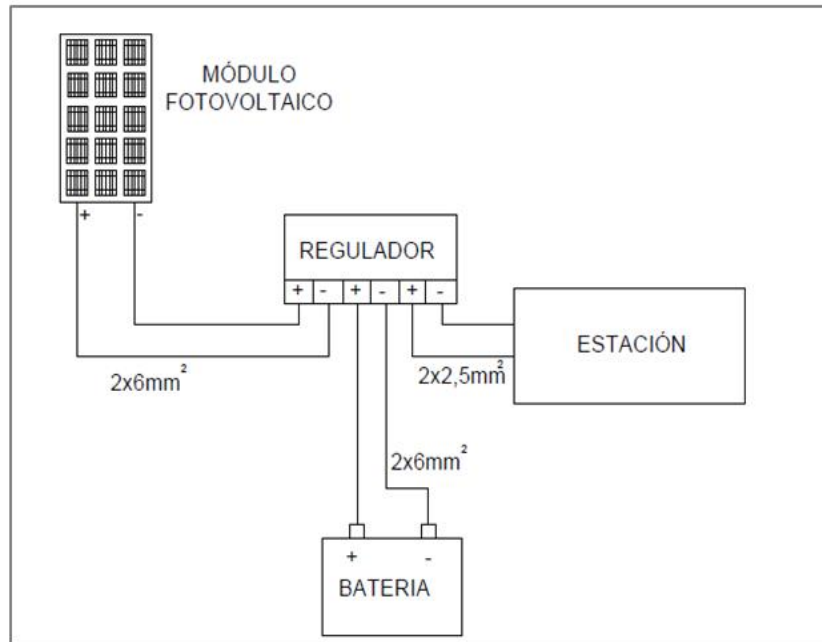 MÓDULO
FOTOVOLTAICO
+ -
REGULADOR
+ - + - + -
ESTACIÓN
2x6mm²
2x2,5mm²
2x6mm²
+ -
BATERIA